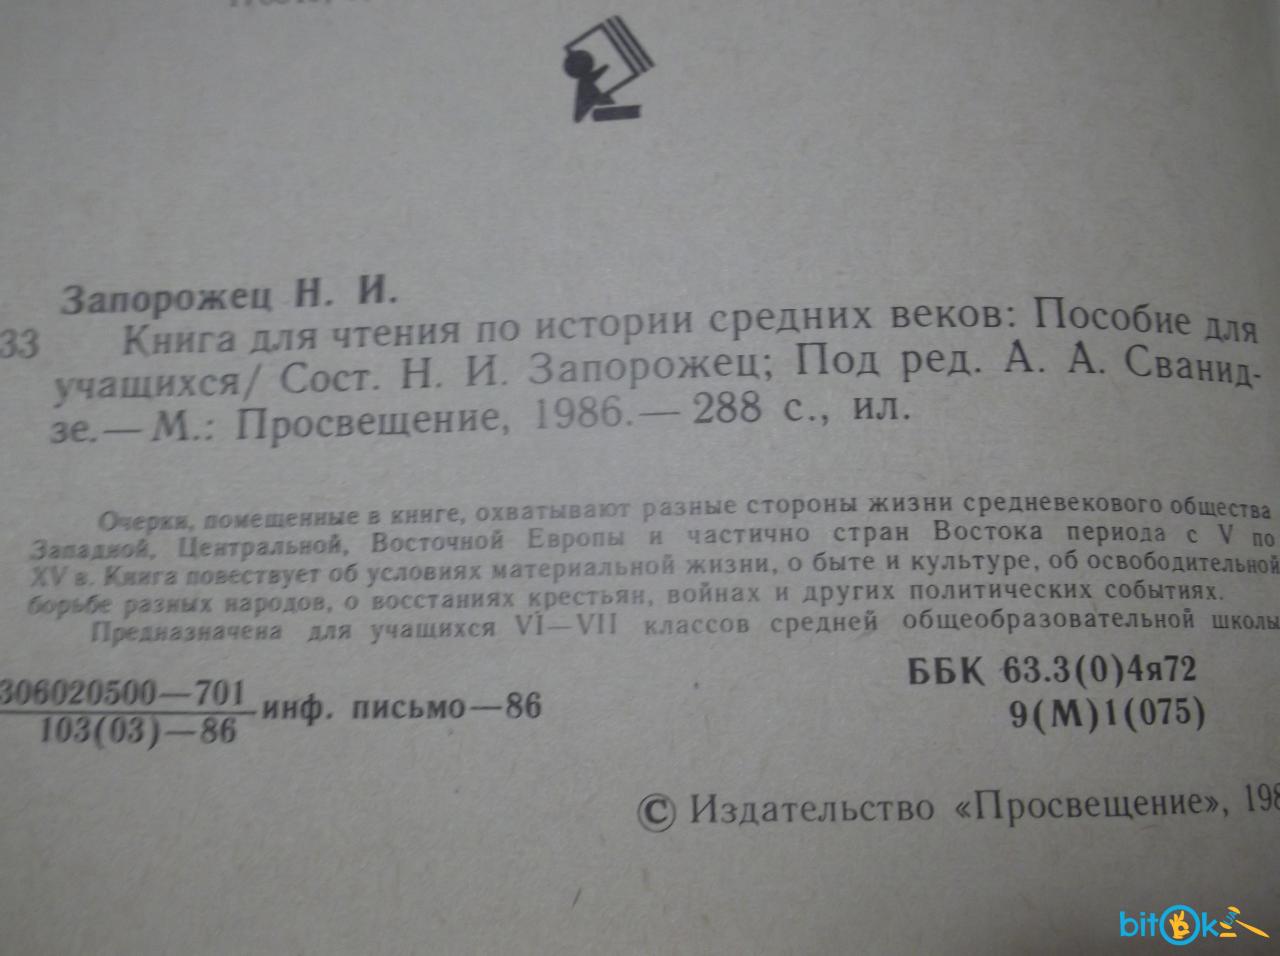 Запорожец Н. И.
33 Книга для чтения по истории средних веков: Пособие для
учащихся/ Сост. Н. И. Запорожец; Под ред. А. А. Сванид-
зе.— М.: Просвещение, 1986.— 288 с., ил.
Очерки, помещенные в книге, охватывают разные стороны жизни средневекового общества
Западной, Центральной, Восточной Европы и частично стран Востока периода с V по
XV в. Книга повествует об условиях материальной жизни, о быте и культуре, об освободительной
борьбе разных народов, о восстаниях крестьян, войнах и других политических событиях.
Предназначена для учащихся VI—VII классов средней общеобразовательной школы
306020500—701
103(03)—86
инф. письмо—86
ББК 63.3(0)4я72
9(М)1(075)
© Издательство «Просвещение», 198
bitOk UA